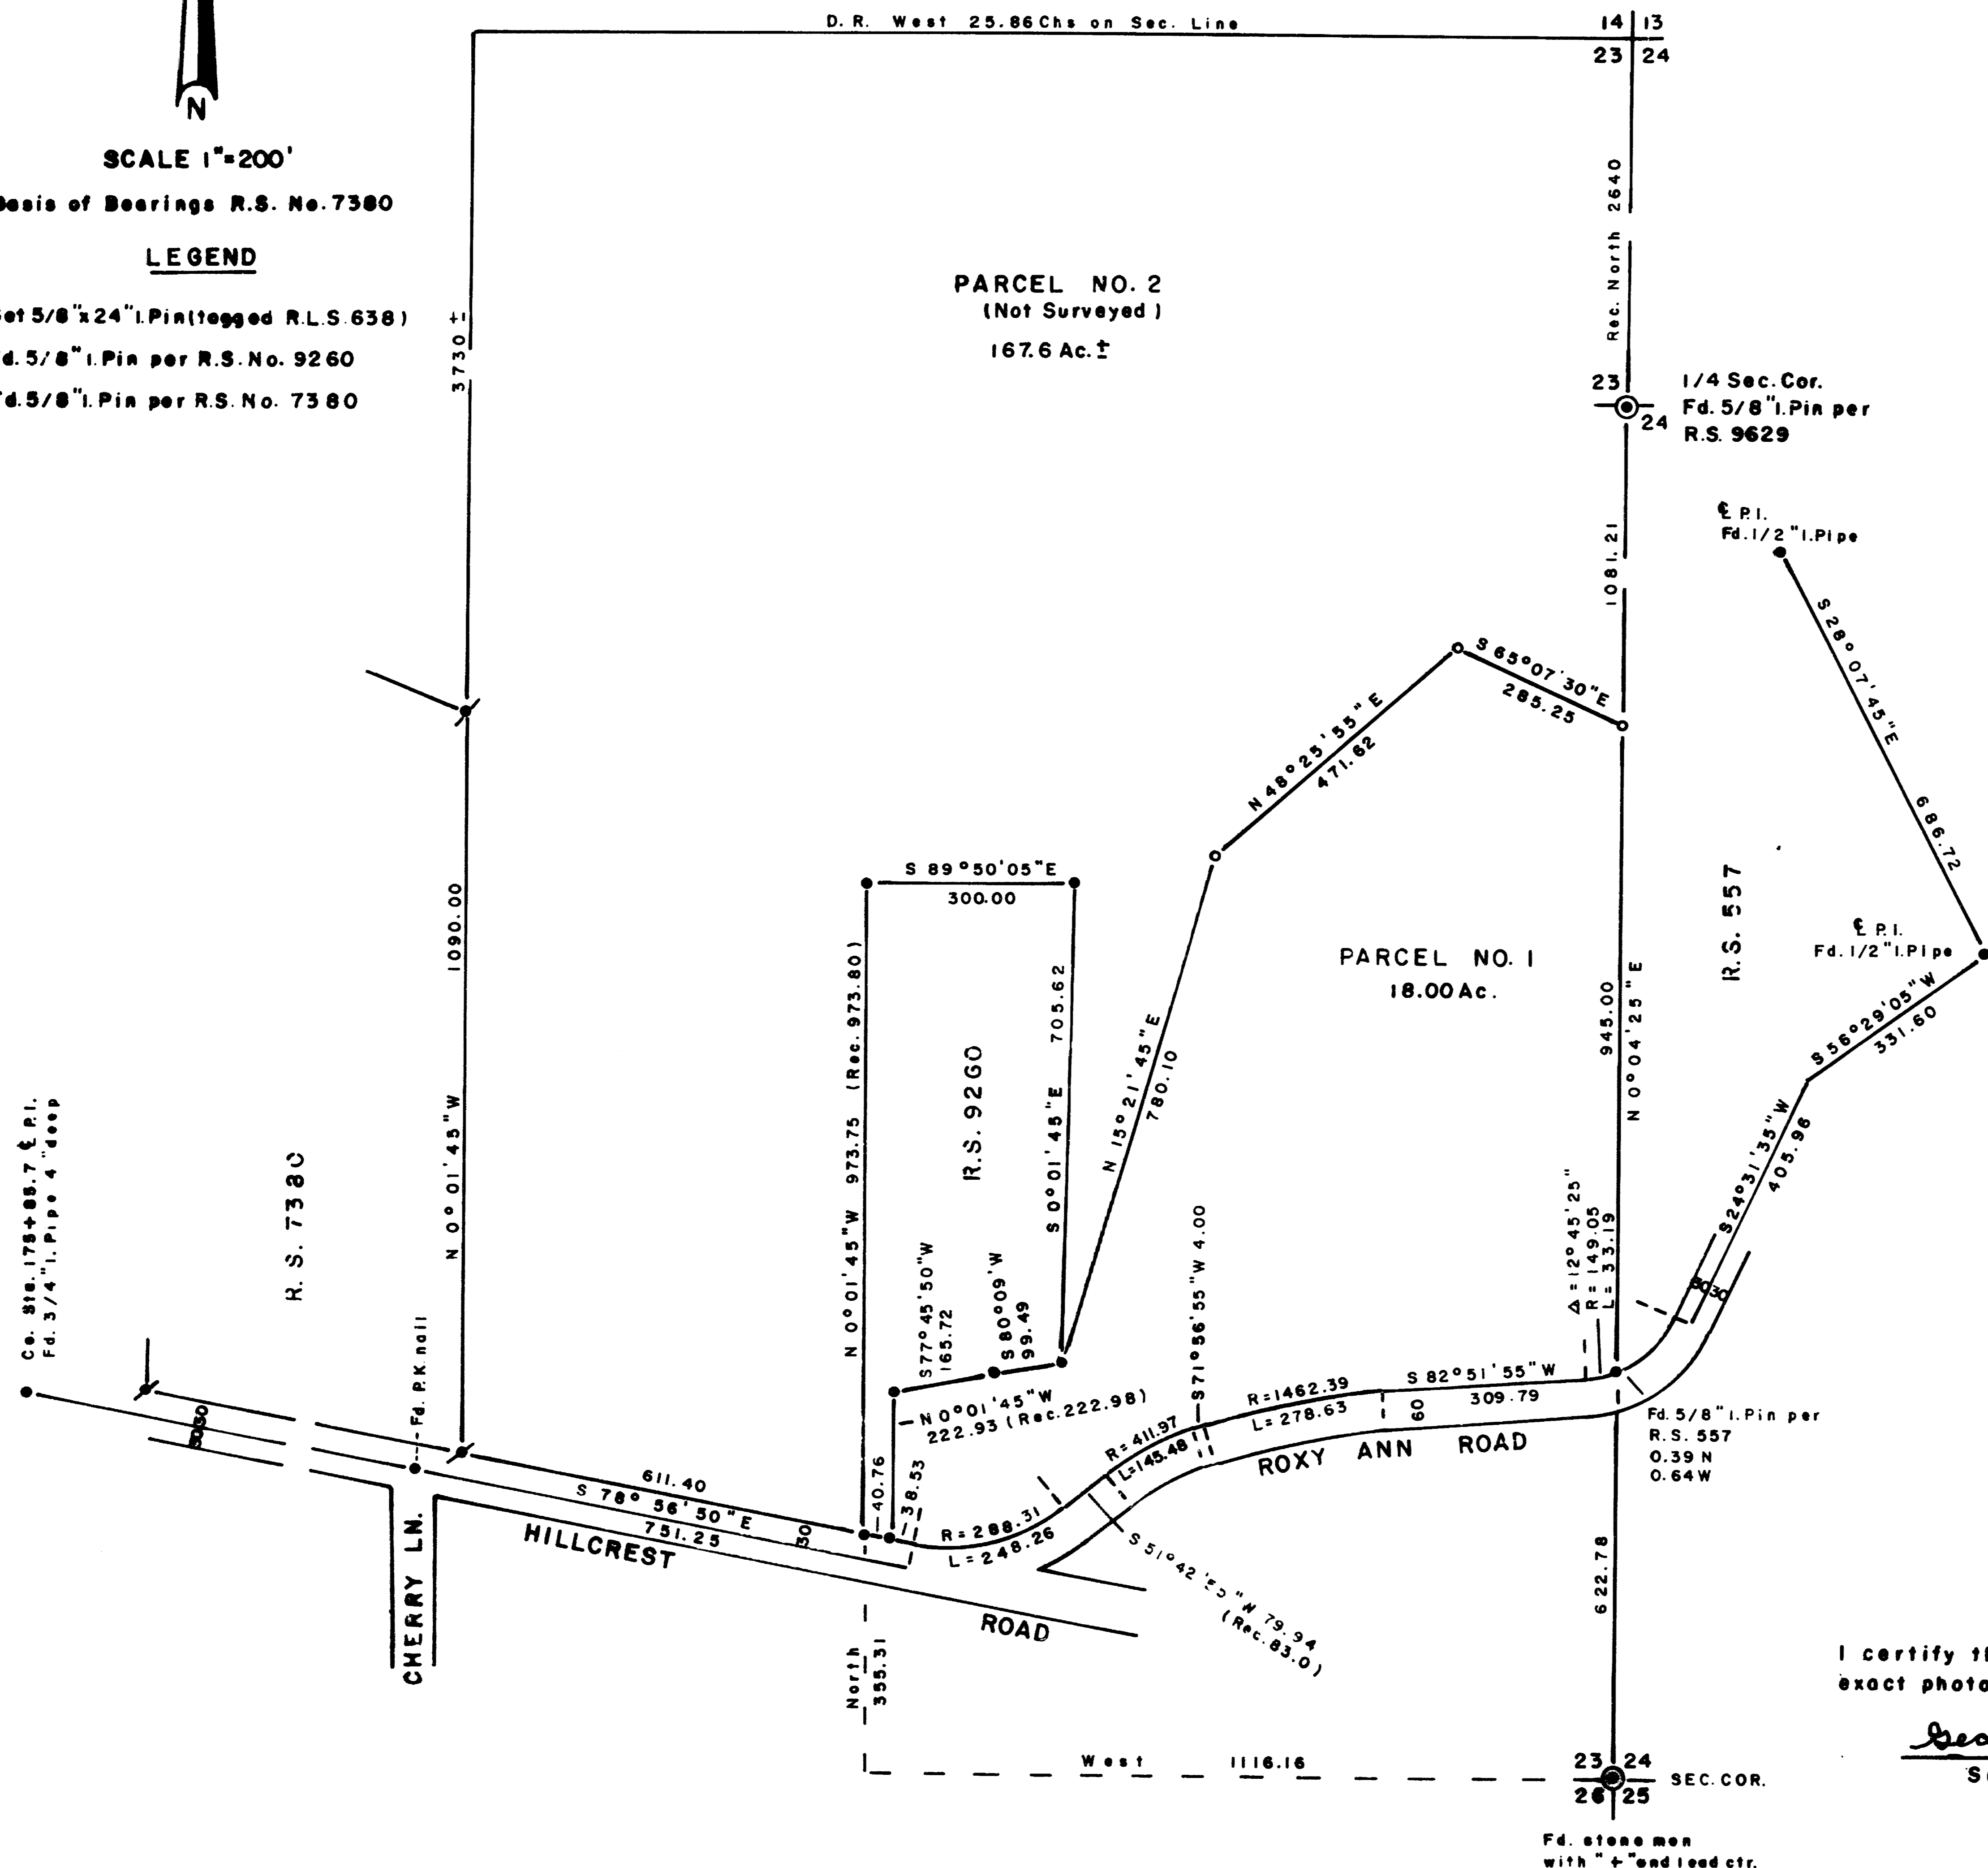 D.R. West 25.86Chs on Sec. Line
14 13
23 24
N
SCALE 1"=200'
Basis of Bearings R.S. No. 7380
LEGEND
Set 5/8"x24" I.Pin (tagged R.L.S. 638)
Fd. 5/8" I.Pin per R.S. No. 9260
Fd. 5/8" I.Pin per R.S. No. 7380
3730 ±
PARCEL NO. 2
(Not Surveyed)
167.6 Ac. ±
Rec. North 2640
23
24
1/4 Sec. Cor.
Fd. 5/8" I.Pin per
R.S. 9629
1081.21
℄ P.I.
Fd. 1/2" I.Pipe
S 28° 07' 45" E
686.72
S 65° 07' 30" E
285.25
N 48° 25' 55" E
471.62
S 89° 50' 05" E
300.00
1090.00
N 0° 01' 45" W
N 0° 01' 45" W 973.75 (Rec. 973.80)
R.S. 9260
S 0° 01' 45" E 705.62
N 15° 21' 45" E
780.10
PARCEL NO. 1
18.00 Ac.
945.00
N 0° 04' 25" E
R.S. 557
℄ P.I.
Fd. 1/2" I.Pipe
S 56° 29' 05" W
331.60
S 24° 31' 35" W
405.96
30 30
Co. Sta. 175+85.7 ℄ P.I.
Fd. 3/4" I. Pipe 4" deep
R.S. 7380
Fd. P.K. nail
30 30
S 77° 45' 50" W
165.72
S 80° 09' W
99.49
N 0° 01' 45" W
222.93 (Rec. 222.98)
S 71° 56' 55" W 4.00
Δ = 12° 45' 25"
R = 149.05
L = 33.19
S 82° 51' 55" W
309.79
60
R = 1462.39
L = 278.63
R = 411.97
L = 145.48
ROXY ANN ROAD
Fd. 5/8" I.Pin per
R.S. 557
0.39 N
0.64 W
611.40
S 78° 56' 50" E
751.25
30
40.76
38.53
R = 288.31
L = 248.26
S 51° 42' W 79.94
(Rec. 83.0)
HILLCREST ROAD
CHERRY LN.
North
355.31
622.78
West 1116.16
23 24
26 25
SEC. COR.
Fd. stone mon
with "+" and lead ctr.
I certify
exact